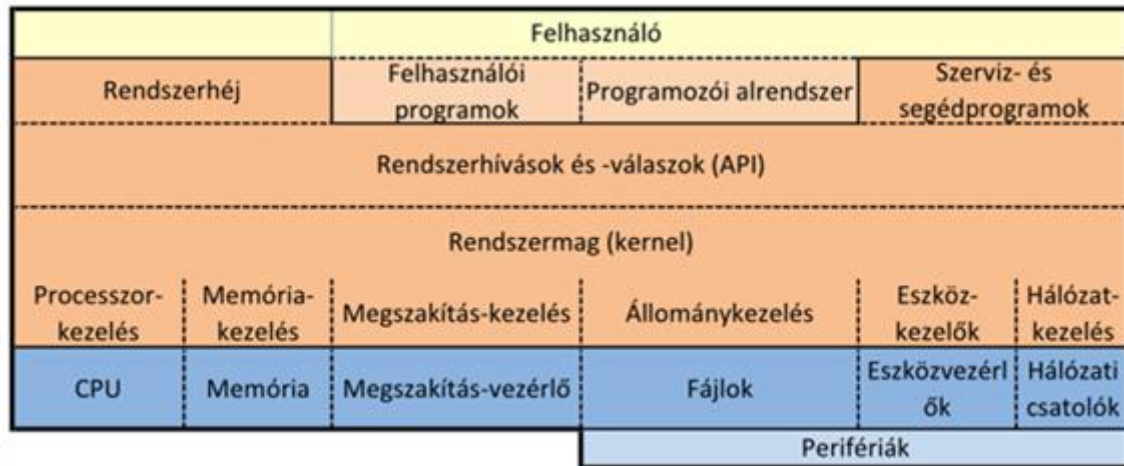 Felhasználó
Rendszerhéj
Felhasználói
programok
Programozói alrendszer
Szerviz- és
segédprogramok
Rendszerhívások és -válaszok (API)
Rendszermag (kernel)
Processzor-
kezelés
Memória-
kezelés
Megszakítás-kezelés
Állománykezelés
Eszköz-
kezelők
Hálózat-
kezelés
CPU
Memória
Megszakítás-vezérlő
Fájlok
Eszközvezérl
ők
Hálózati
csatolók
Perifériák